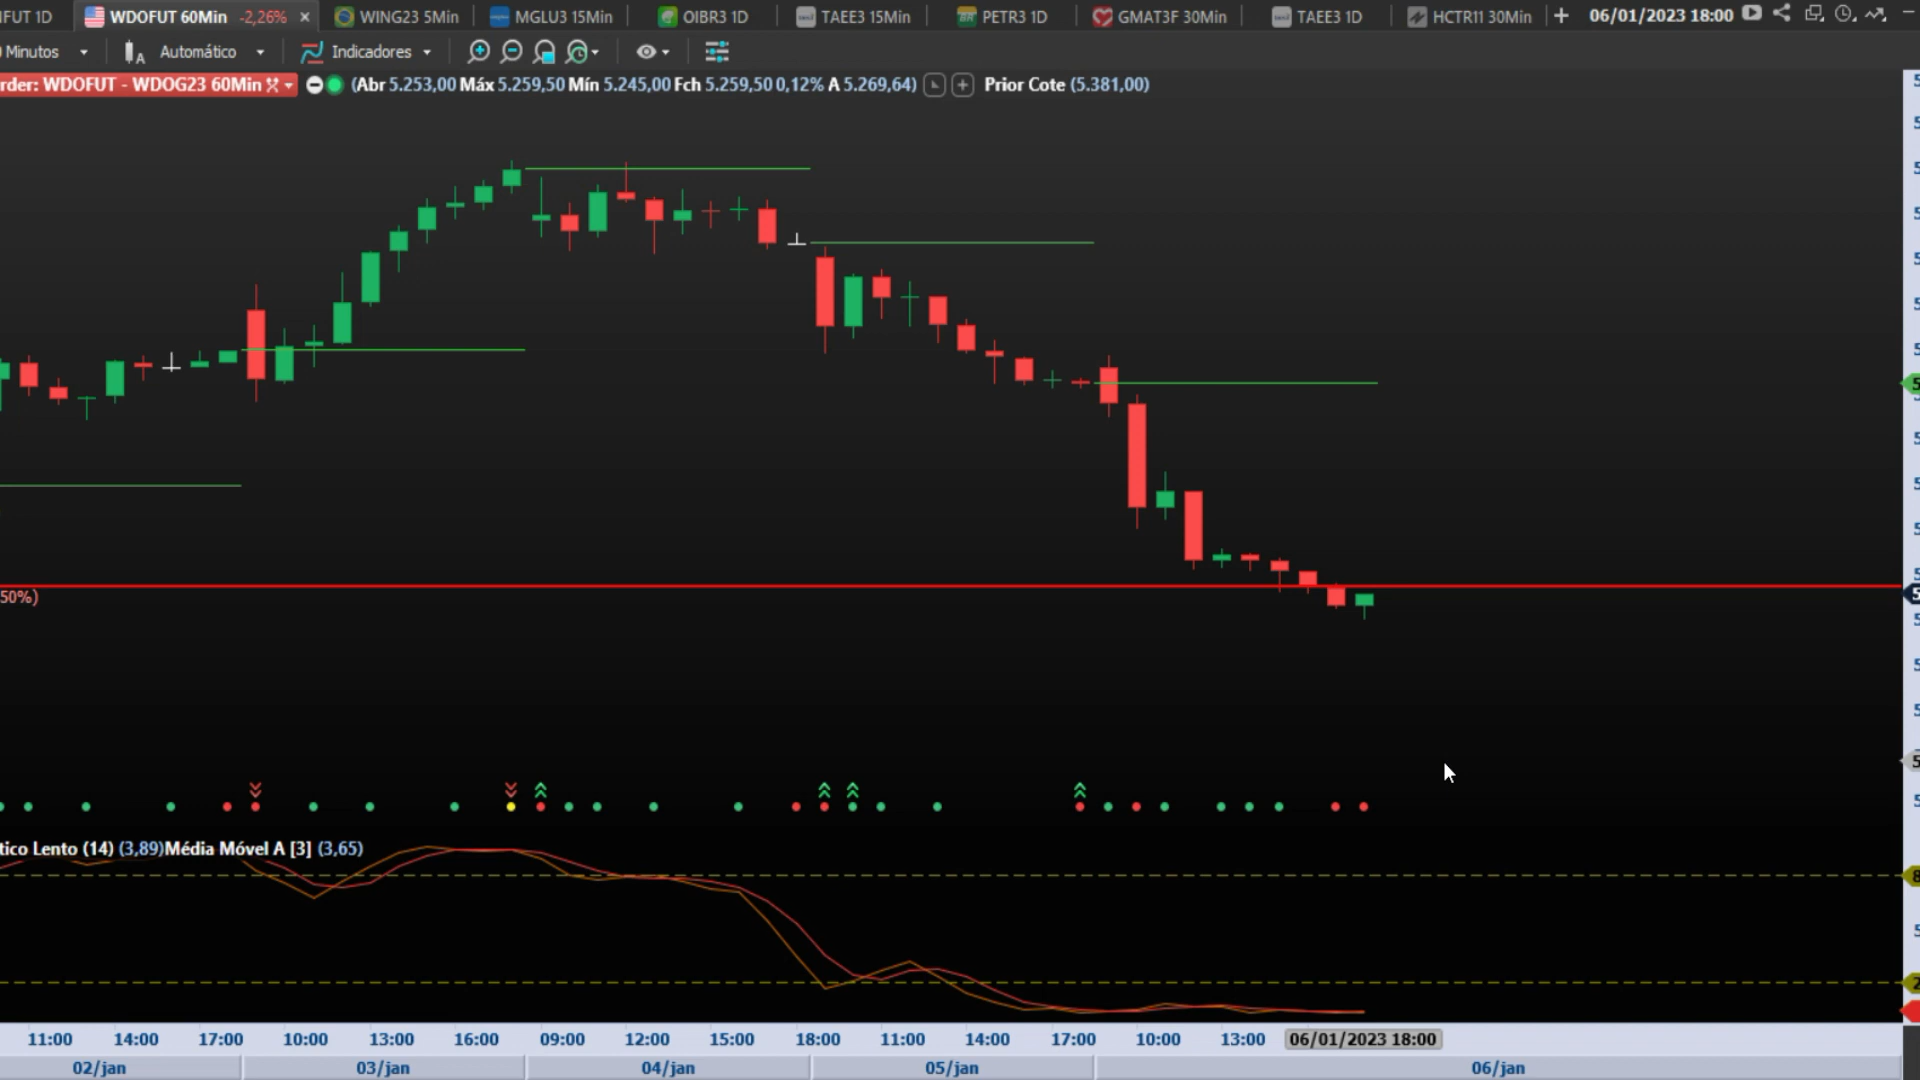 FUT 1D WDOFUT 60Min -2,26% × WING23 5Min MGLU3 15Min OIBR3 1D TAEE3 15Min PETR3 1D GMAT3F 30Min TAEE3 1D HCTR11 30Min + 06/01/2023 18:00
Minutos Automático Indicadores
rder: WDOFUT - WDOG23 60Min (Abr 5.253,00 Máx 5.259,50 Mín 5.245,00 Fch 5.259,50 0,12% A 5.269,64) Prior Cote (5.381,00)
50%)
tico Lento (14) (3,89)Média Móvel A [3] (3,65)
11:00 14:00 17:00 10:00 13:00 16:00 09:00 12:00 15:00 18:00 11:00 14:00 17:00 10:00 13:00 06/01/2023 18:00
02/jan 03/jan 04/jan 05/jan 06/jan